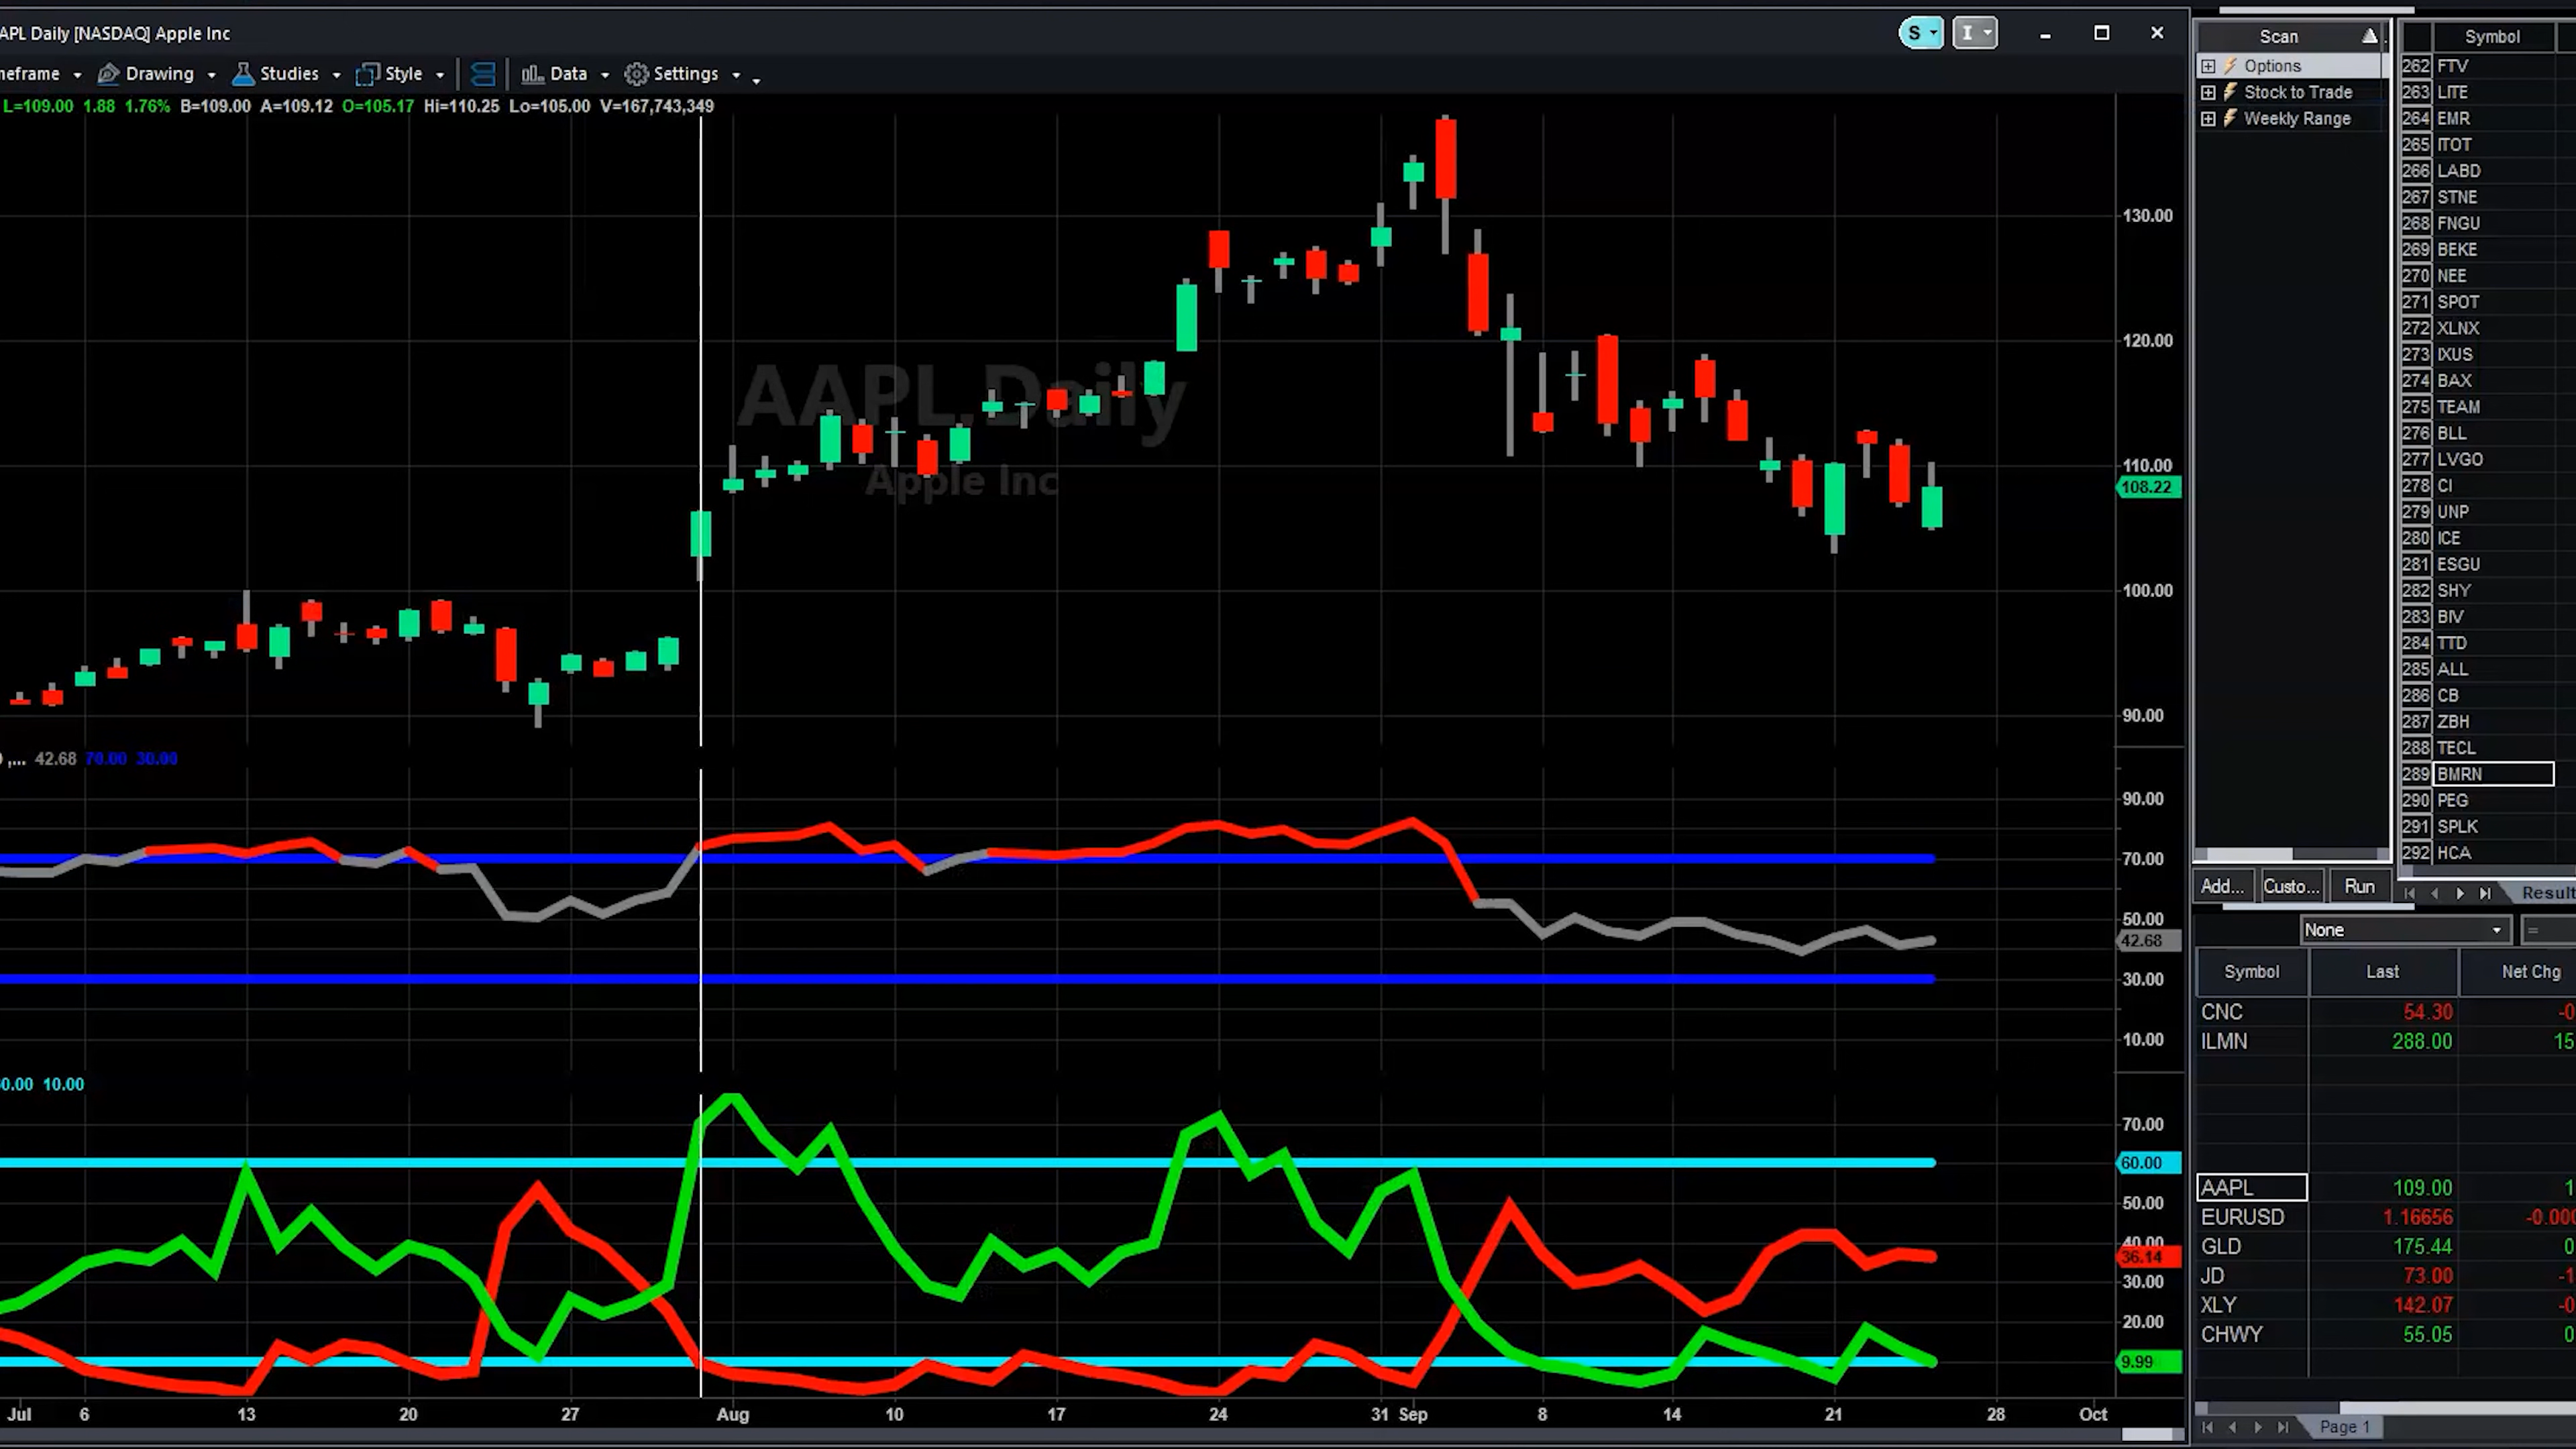 APL Daily [NASDAQ] Apple Inc
S I
neframe Drawing Studies Style Data Settings
L=109.00 1.88 1.76% B=109.00 A=109.12 O=105.17 Hi=110.25 Lo=105.00 V=167,743,349
AAPL,Daily
Apple Inc
130.00
120.00
110.00
108.22
100.00
90.00
,... 42.68 70.00 30.00
90.00
70.00
50.00
42.68
30.00
10.00
0.00 10.00
70.00
60.00
50.00
40.00
36.14
30.00
20.00
9.99
Jul 6 13 20 27 Aug 10 17 24 31 Sep 8 14 21 28 Oct
Scan
Options
Stock to Trade
Weekly Range
Add... Custo... Run
Symbol
262 FTV
263 LITE
264 EMR
265 ITOT
266 LABD
267 STNE
268 FNGU
269 BEKE
270 NEE
271 SPOT
272 XLNX
273 IXUS
274 BAX
275 TEAM
276 BLL
277 LVGO
278 CI
279 UNP
280 ICE
281 ESGU
282 SHY
283 BIV
284 TTD
285 ALL
286 CB
287 ZBH
288 TECL
289 BMRN
290 PEG
291 SPLK
292 HCA
Result
None =
Symbol Last Net Chg
CNC 54.30 -0
ILMN 288.00 15
AAPL 109.00 1
EURUSD 1.16656 -0.000
GLD 175.44 0
JD 73.00 -1
XLY 142.07 -0
CHWY 55.05 0
Page 1